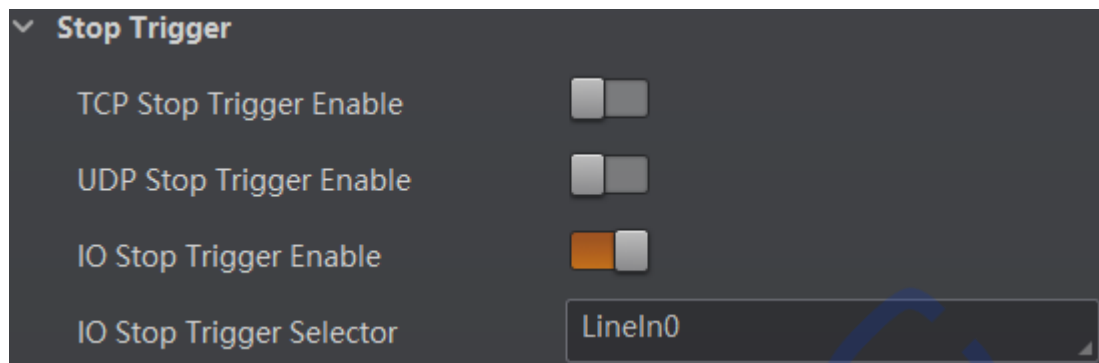 Stop Trigger
TCP Stop Trigger Enable
UDP Stop Trigger Enable
IO Stop Trigger Enable
IO Stop Trigger Selector LineIn0